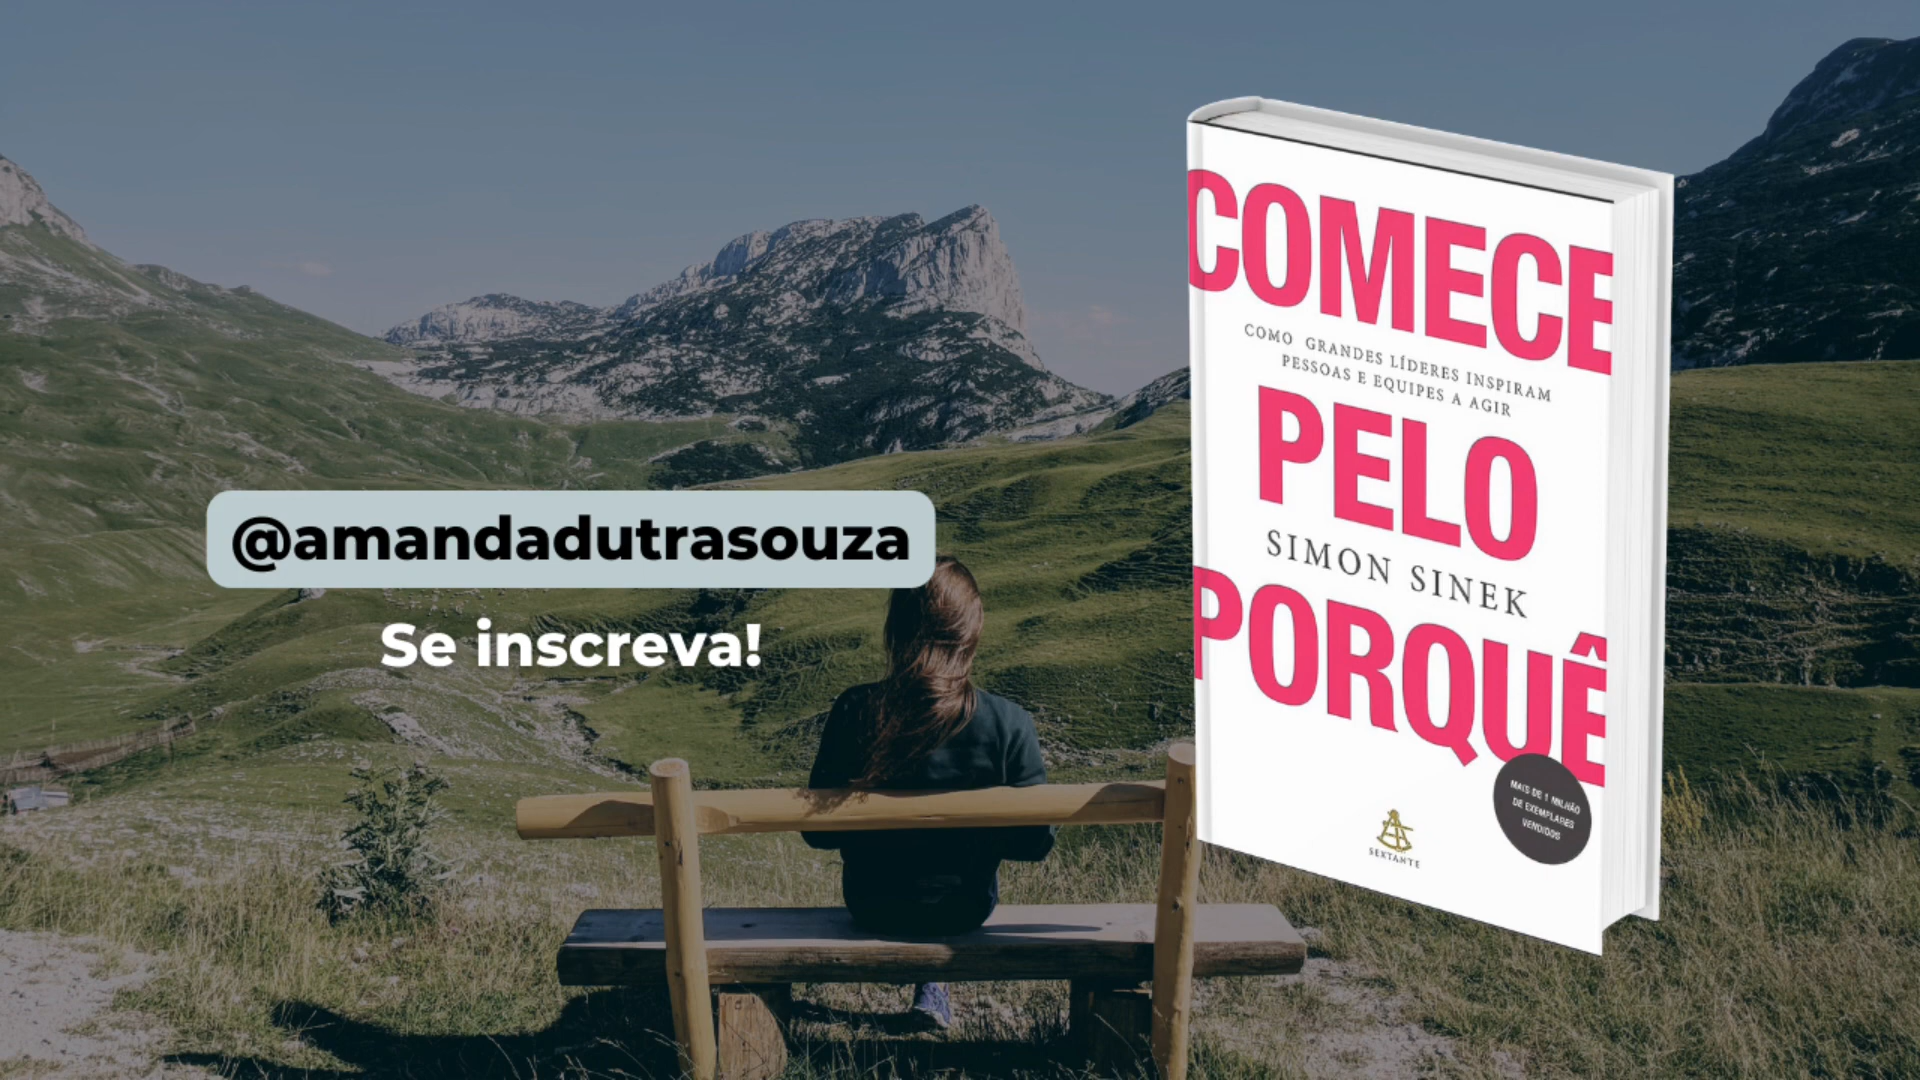 @amandadutrasouza
Se inscreva!
COMECE
COMO GRANDES LÍDERES INSPIRAM
PESSOAS E EQUIPES A AGIR
PELO
SIMON SINEK
PORQUÊ
MAIS DE 1 MILHÃO
DE EXEMPLARES
VENDIDOS
SEXTANTE